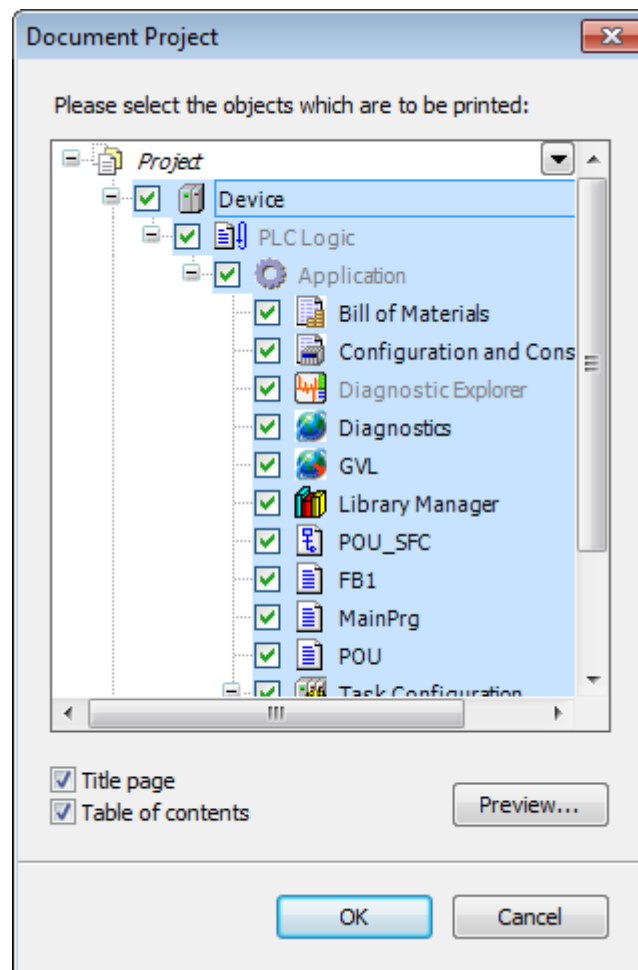 Document Project
Please select the objects which are to be printed:
Project
Device
PLC Logic
Application
Bill of Materials
Configuration and Cons
Diagnostic Explorer
Diagnostics
GVL
Library Manager
POU_SFC
FB1
MainPrg
POU
Task Configuration
Title page
Table of contents
Preview...
OK
Cancel